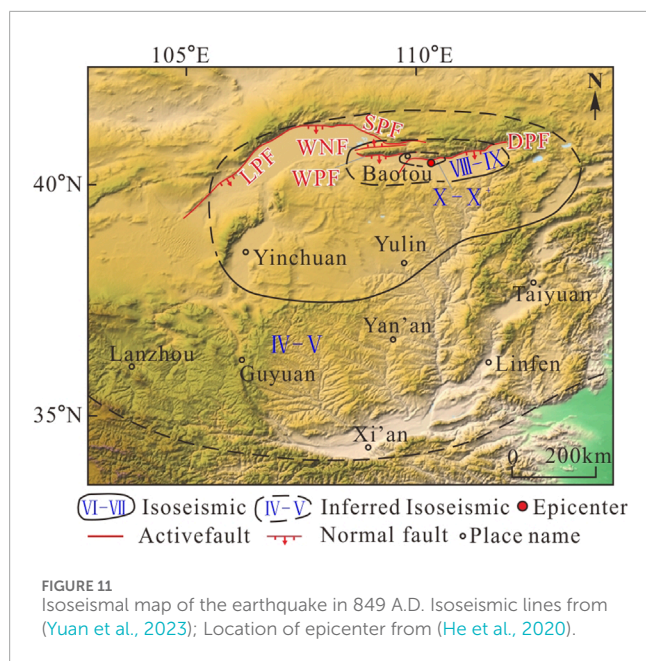 105°E 110°E
N
SPF
WNF
DPF
LPF
WPF
VIII-IX
40°N
Baotou
X-X⁺
Yinchuan
Yulin
Taiyuan
Yan'an
IV-V
Lanzhou
Guyuan
Linfen
35°N
Xi'an
0 200km
VI-VII Isoseismic IV-V Inferred Isoseismic Epicenter
Activefault Normal fault Place name
FIGURE 11
Isoseismal map of the earthquake in 849 A.D. Isoseismic lines from
(Yuan et al., 2023); Location of epicenter from (He et al., 2020).